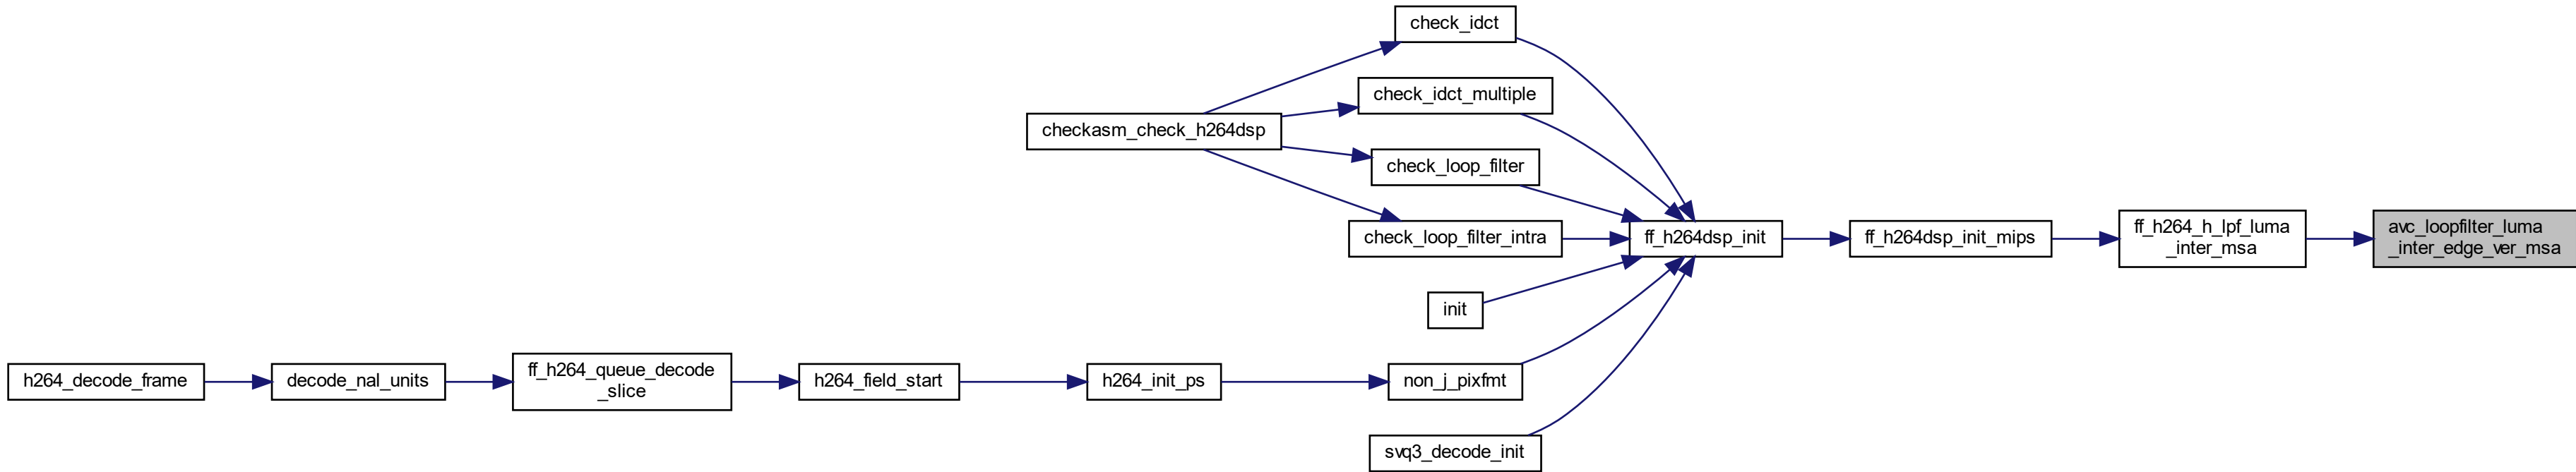 check_idct
check_idct_multiple
checkasm_check_h264dsp
check_loop_filter
check_loop_filter_intra
ff_h264dsp_init
ff_h264dsp_init_mips
ff_h264_h_lpf_luma
_inter_msa
avc_loopfilter_luma
_inter_edge_ver_msa
init
h264_decode_frame
decode_nal_units
ff_h264_queue_decode
_slice
h264_field_start
h264_init_ps
non_j_pixfmt
svq3_decode_init